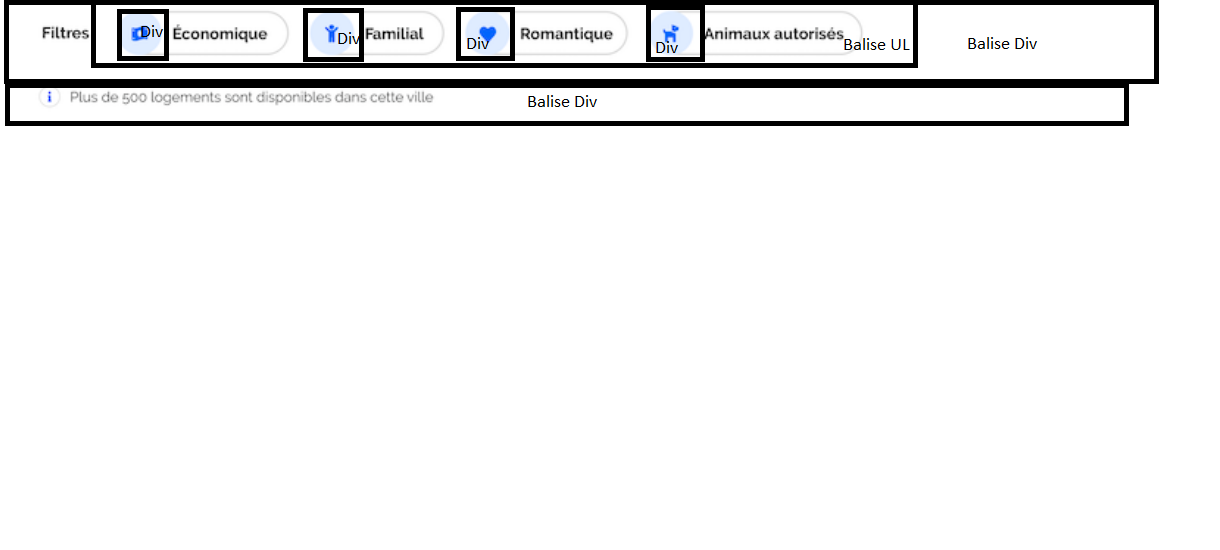 Filtres Div Économique Div Familial Div Romantique Div Animaux autorisés Balise UL Balise Div
i Plus de 500 logements sont disponibles dans cette ville Balise Div